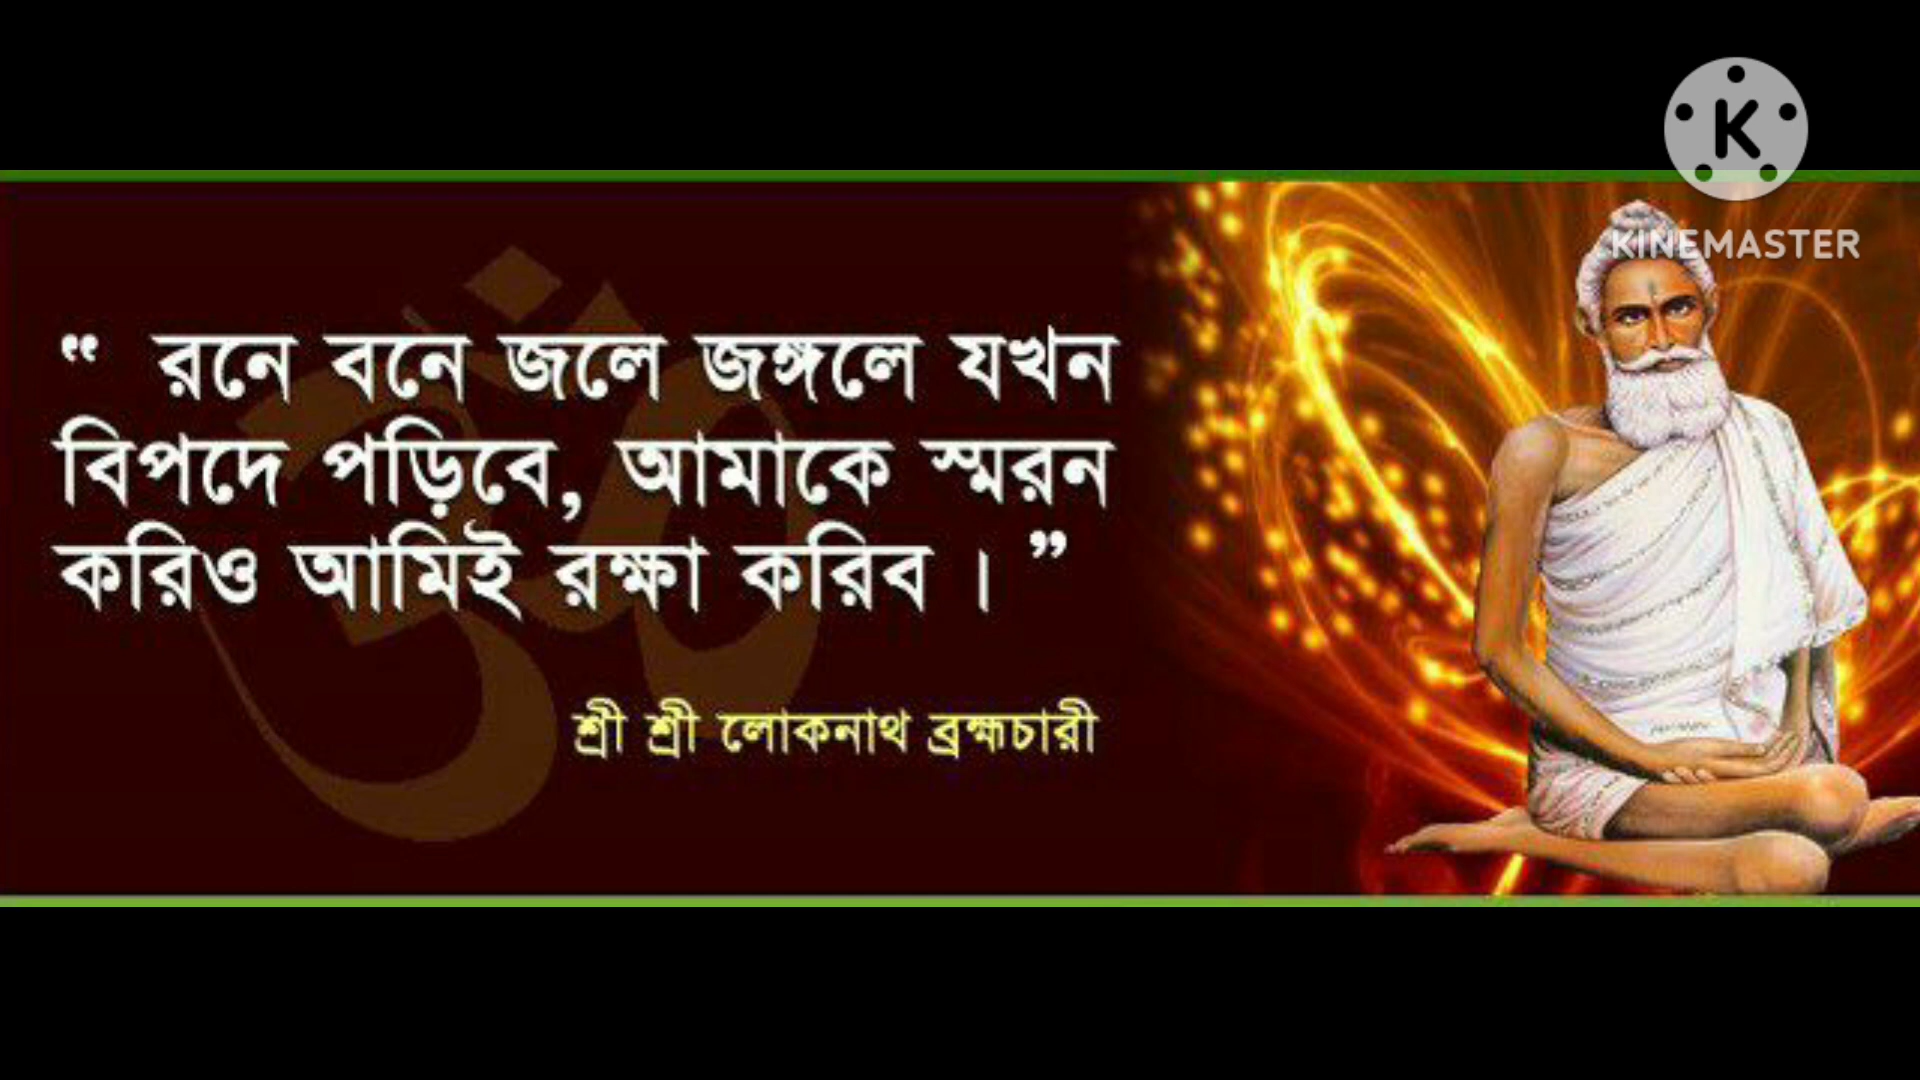 “ রনে বনে জলে জঙ্গলে যখন
বিপদে পড়িবে, আমাকে স্মরন
করিও আমিই রক্ষা করিব । ”
শ্রী শ্রী লোকনাথ ব্রহ্মচারী
K
KINEMASTER